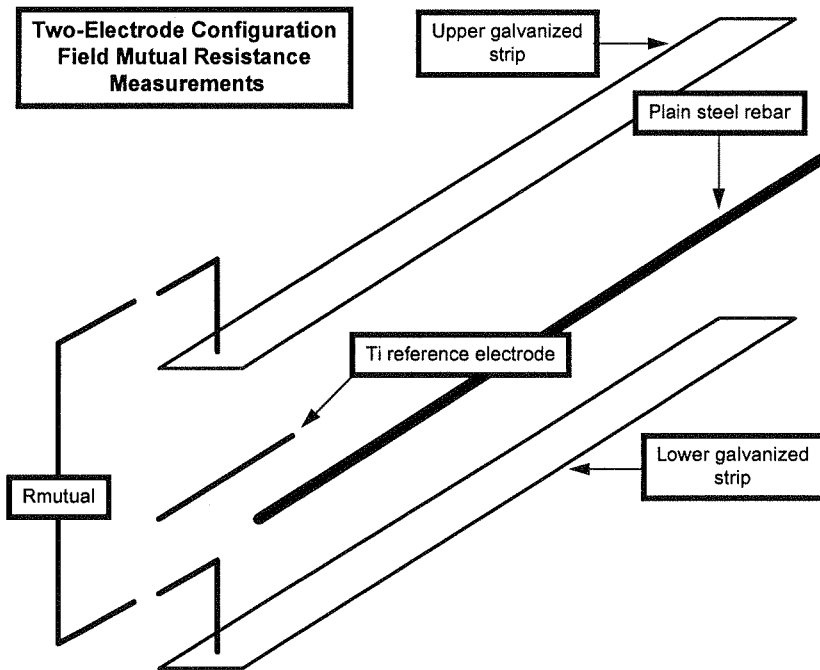 Two-Electrode Configuration
Field Mutual Resistance
Measurements
Upper galvanized
strip
Plain steel rebar
Ti reference electrode
Rmutual
Lower galvanized
strip